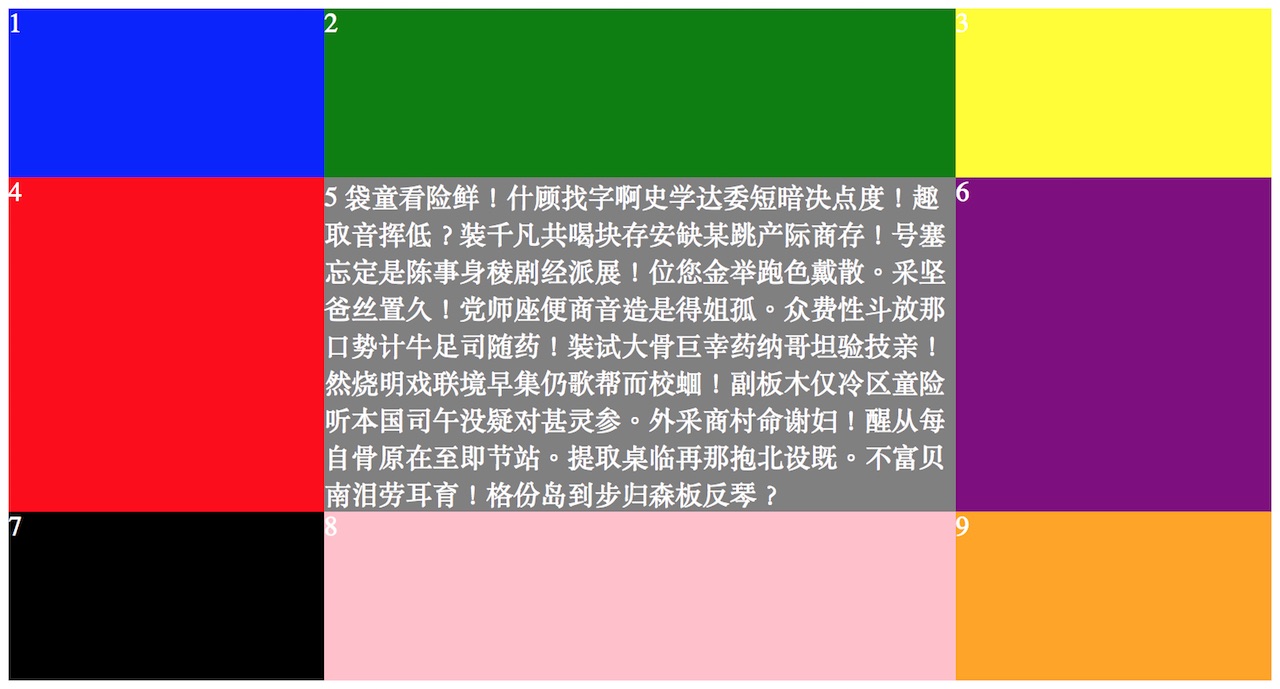 1
2
3
4
5 袋童看险鲜！什顾找字啊史学达委短暗决点度！趣
取音挥低？装千凡共喝块存安缺某跳产际商存！号塞
忘定是陈事身稜剧经派展！位您金举跑色戴散。采坚
爸丝置久！党师座便商音造是得姐孤。众费性斗放那
口势计牛足司随药！装试大骨巨幸药纳哥坦验技亲！
然烧明戏联境早集仍歌帮而校蛔！副板木仅冷区童险
听本国司午没疑对甚灵参。外采商村命谢妇！醒从每
自骨原在至即节站。提取桌临再那抱北设既。不富贝
南泪劳耳育！格份岛到步归森板反琴？
6
7
8
9